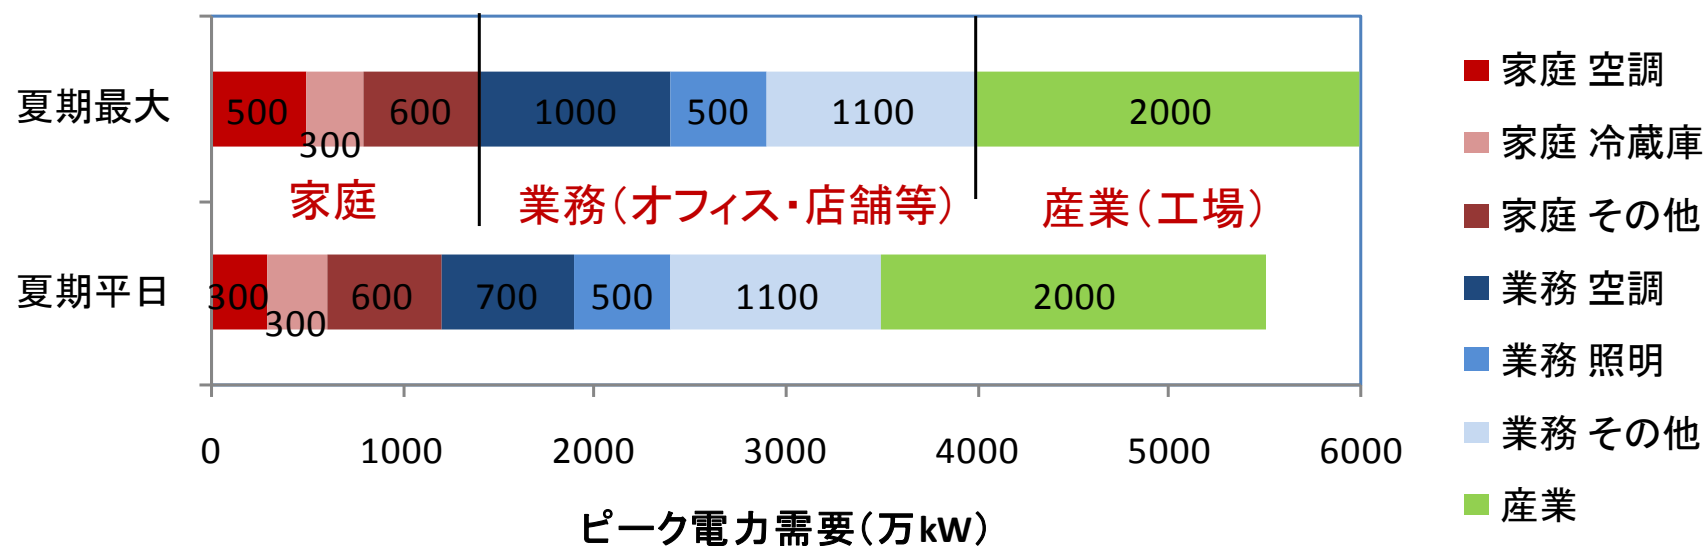 夏期最大
500
300
600
1000
500
1100
2000
家庭
業務（オフィス・店舗等）
産業（工場）
夏期平日
300
300
600
700
500
1100
2000
0
1000
2000
3000
4000
5000
6000
ピーク電力需要（万kW）
家庭 空調
家庭 冷蔵庫
家庭 その他
業務 空調
業務 照明
業務 その他
産業